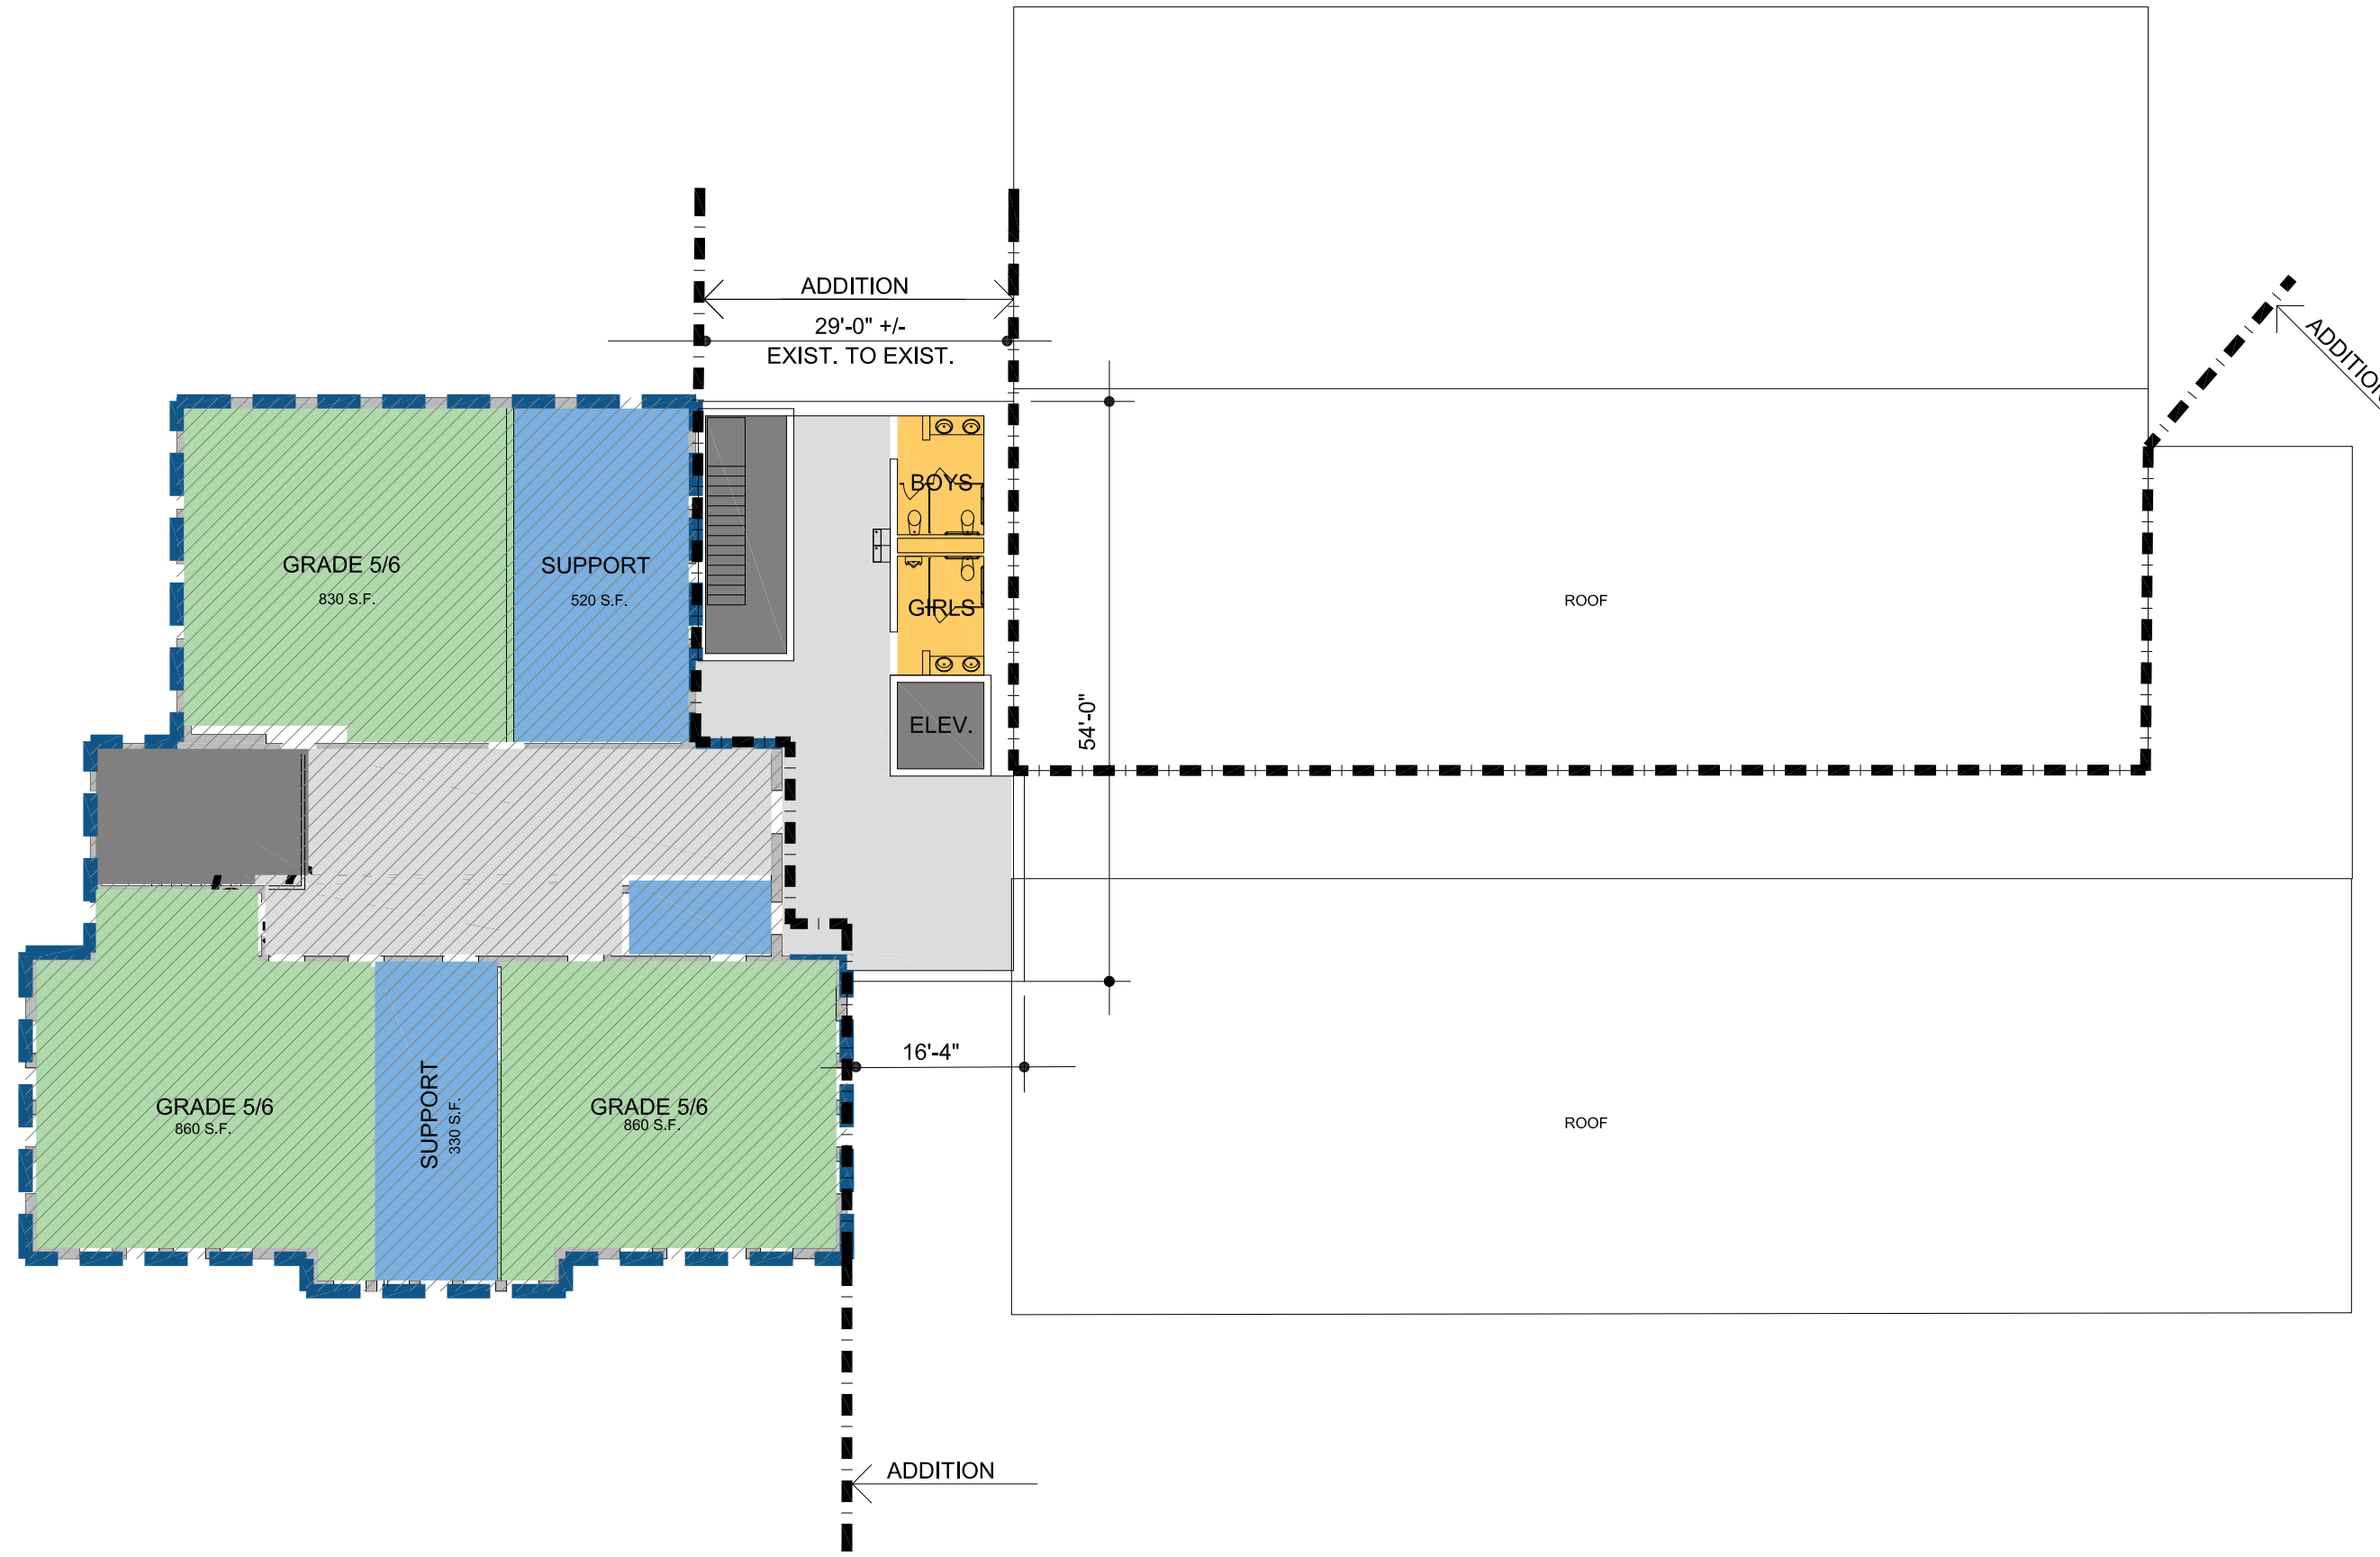 ADDITION
29'-0" +/-
EXIST. TO EXIST.
ADDITION
BOYS
GRADE 5/6
830 S.F.
SUPPORT
520 S.F.
GIRLS
ROOF
ELEV.
54'-0"
16'-4"
GRADE 5/6
860 S.F.
SUPPORT
330 S.F.
GRADE 5/6
860 S.F.
ROOF
ADDITION